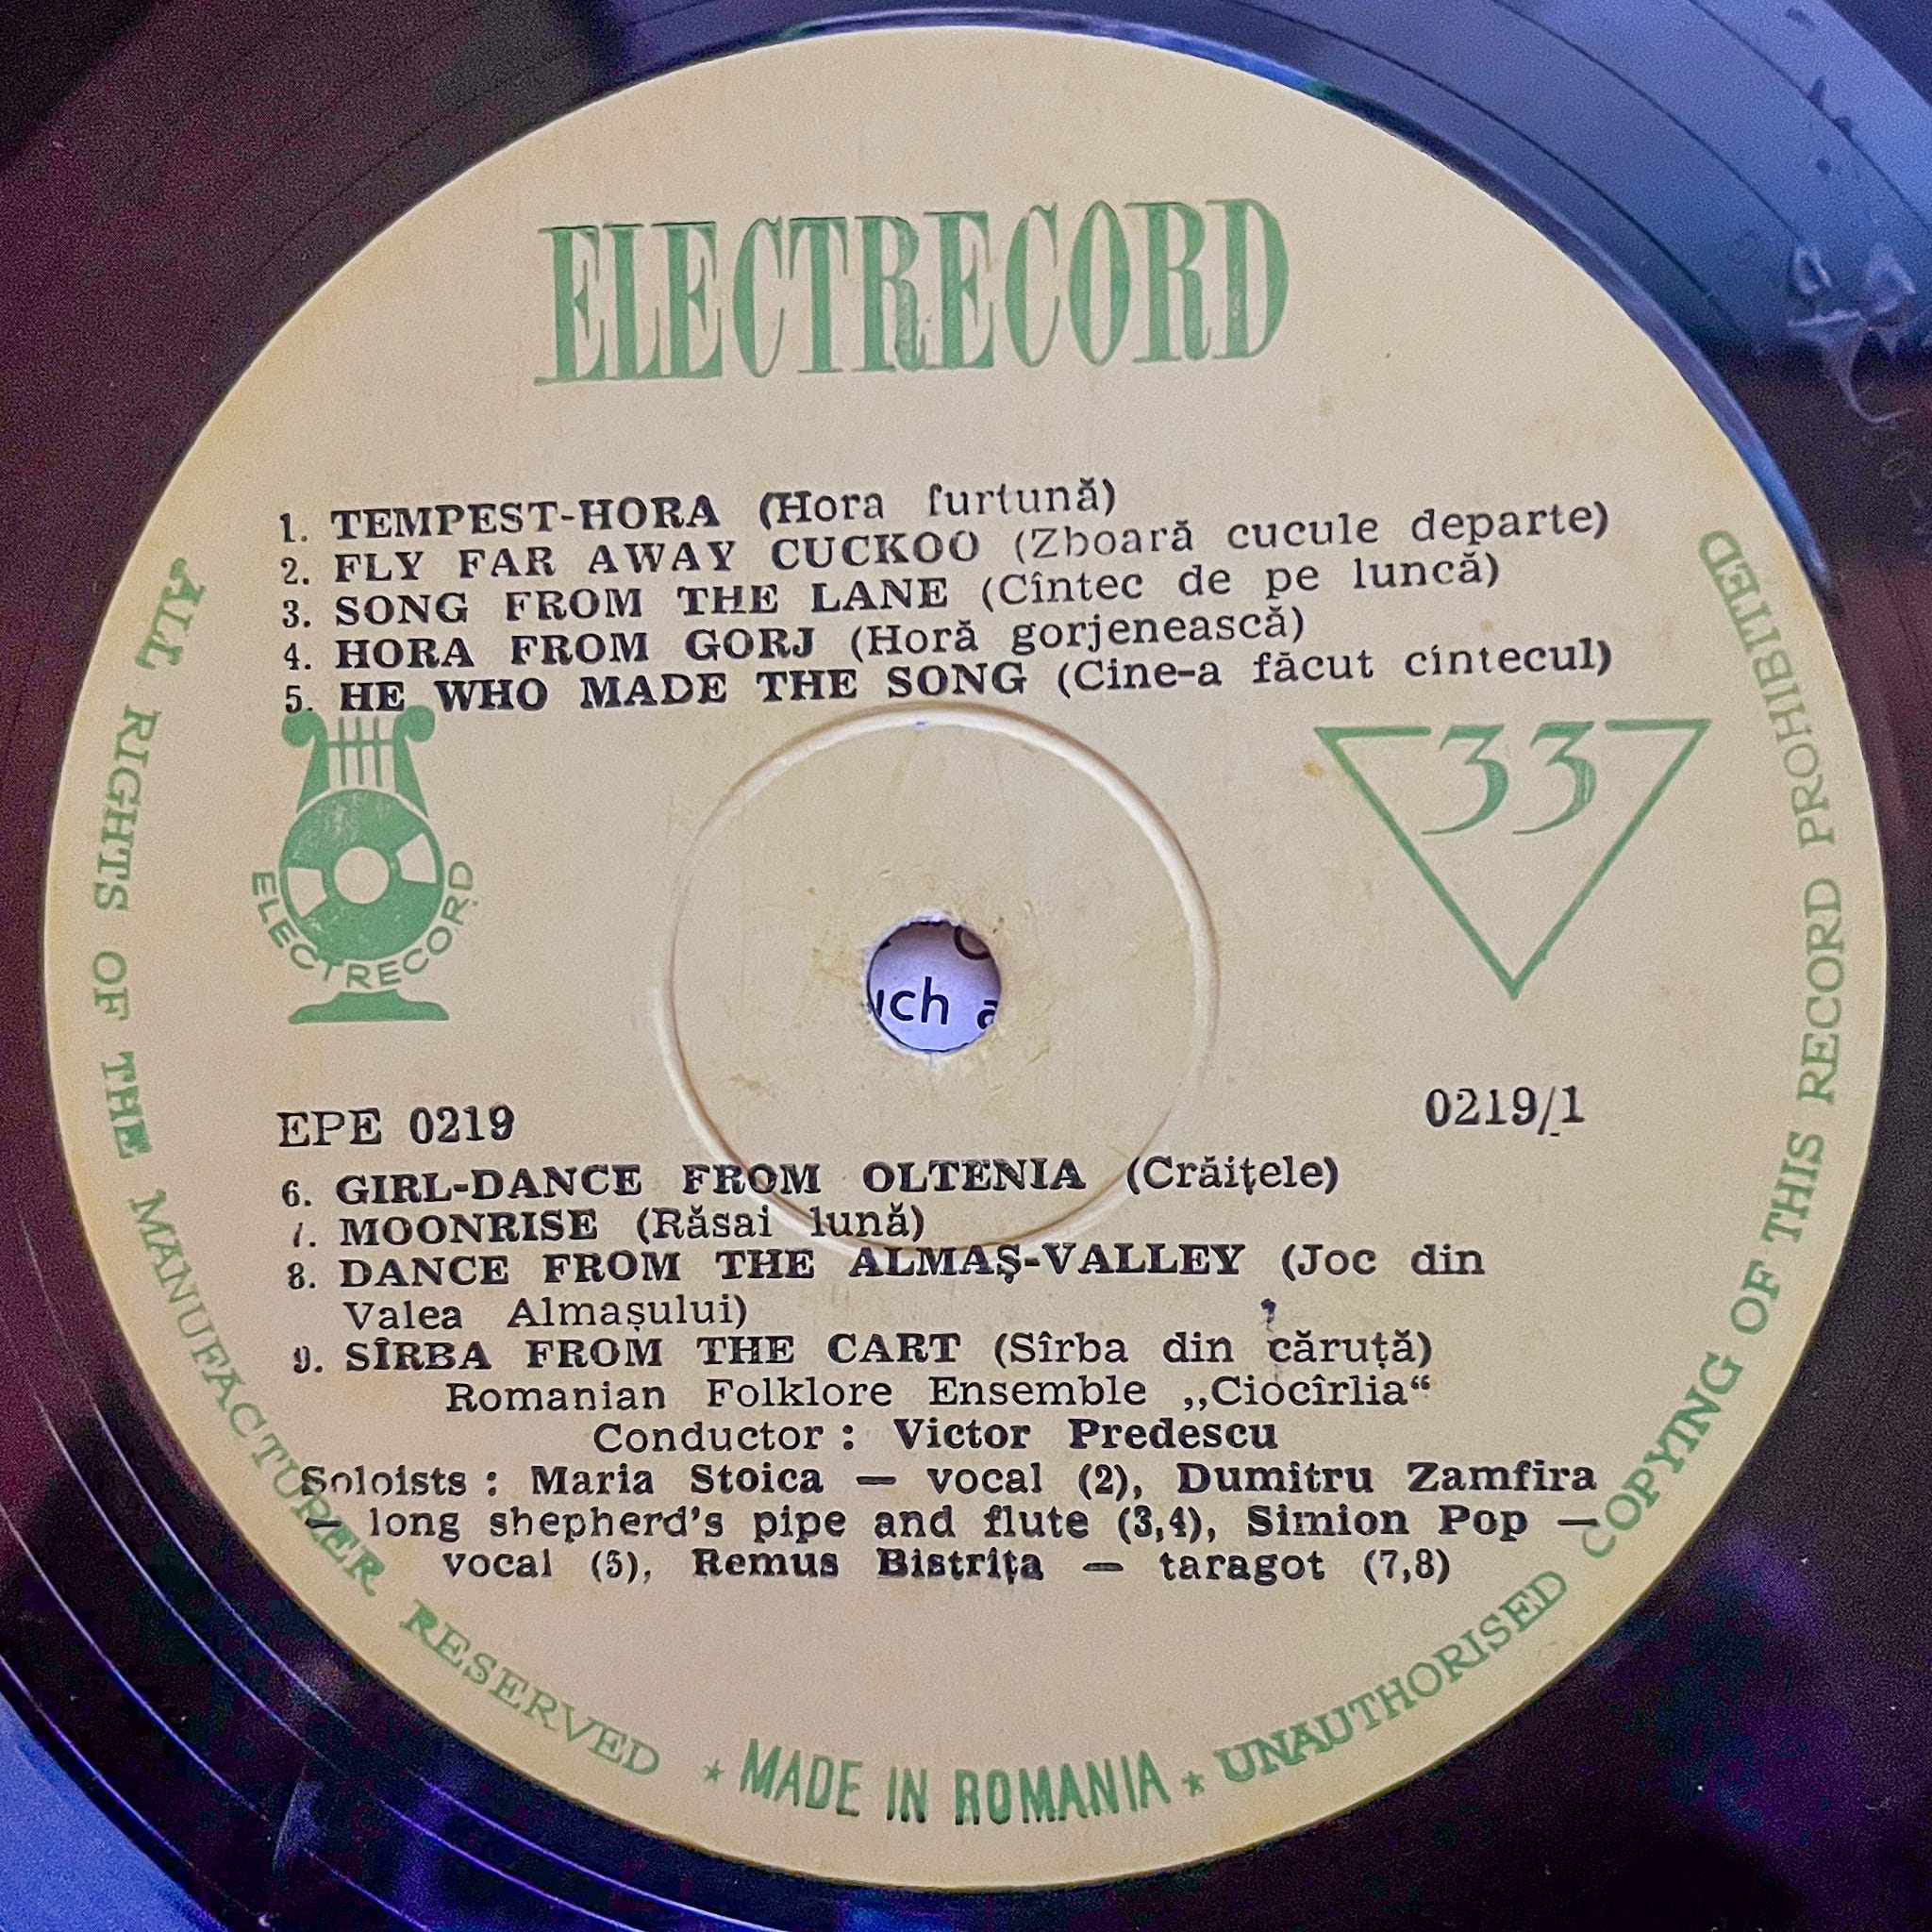 ELECTRECORD
1. TEMPEST-HORA (Hora furtună)
2. FLY FAR AWAY CUCKOO (Zboară cucule departe)
3. SONG FROM THE LANE (Cîntec de pe luncă)
4. HORA FROM GORJ (Horă gorjenească)
5. HE WHO MADE THE SONG (Cine-a făcut cîntecul)
ELECTRECORD
33
ich a
EPE 0219
0219/1
6. GIRL-DANCE FROM OLTENIA (Crăițele)
7. MOONRISE (Răsai lună)
8. DANCE FROM THE ALMAȘ-VALLEY (Joc din
Valea Almașului)
9. SÎRBA FROM THE CART (Sîrba din căruță)
Romanian Folklore Ensemble ,,Ciocîrlia“
Conductor : Victor Predescu
Soloists : Maria Stoica — vocal (2), Dumitru Zamfira
— long shepherd's pipe and flute (3,4), Simion Pop —
vocal (5), Remus Bistrița — taragot (7,8)
ALL RIGHTS OF THE MANUFACTURER RESERVED * MADE IN ROMANIA * UNAUTHORISED COPYING OF THIS RECORD PROHIBITED